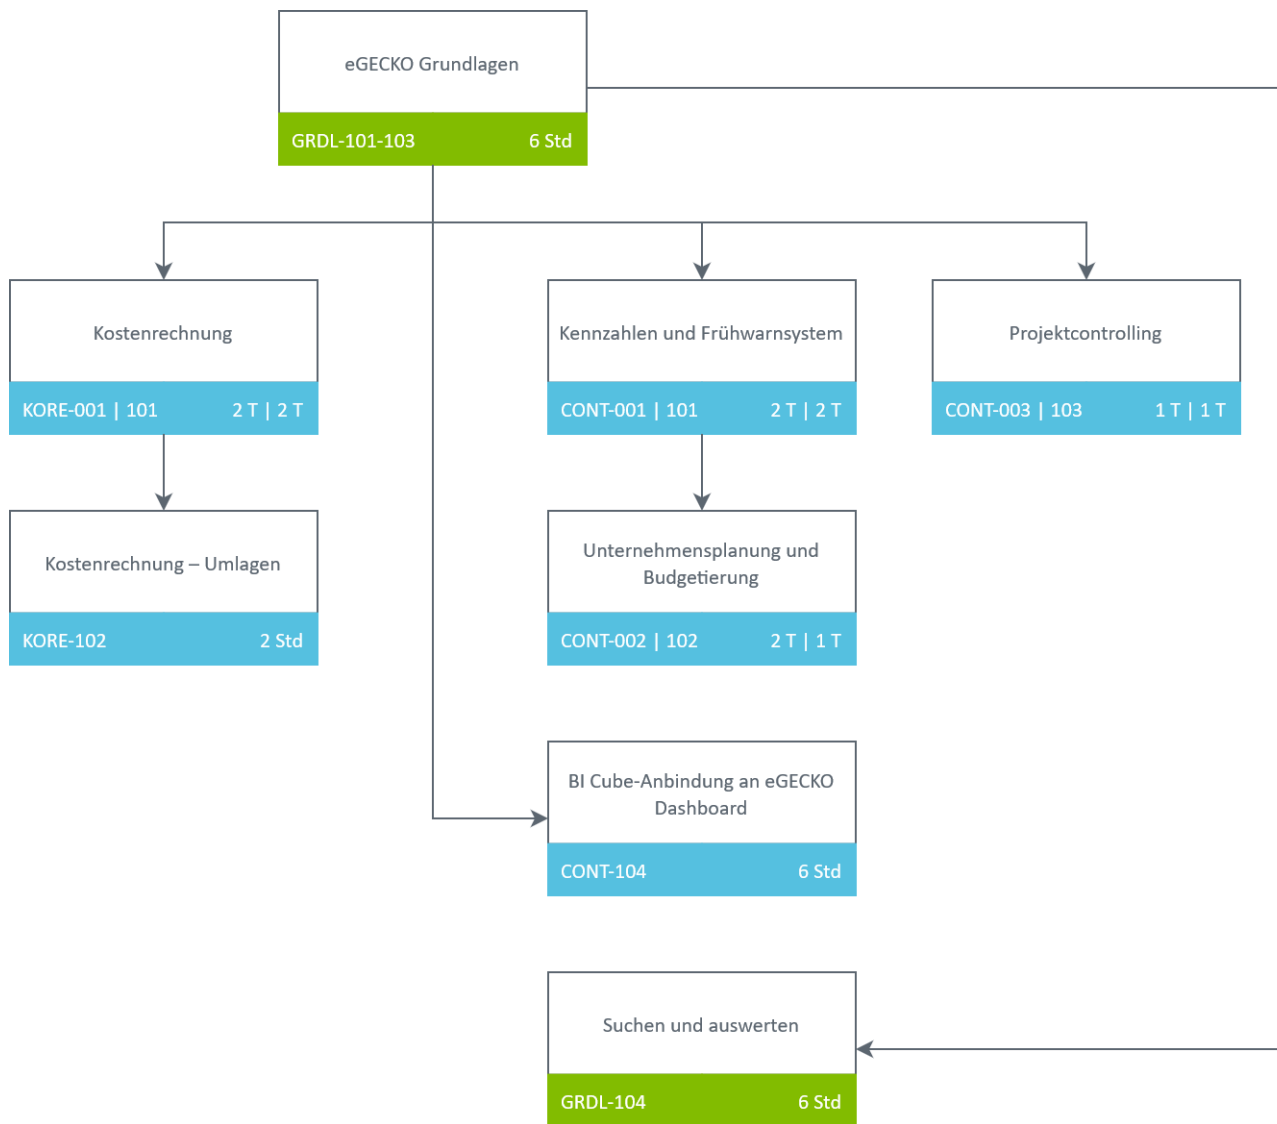 eGECKO Grundlagen
GRDL-101-103 6 Std
Kostenrechnung
KORE-001 | 101 2 T | 2 T
Kennzahlen und Frühwarnsystem
CONT-001 | 101 2 T | 2 T
Projektcontrolling
CONT-003 | 103 1 T | 1 T
Kostenrechnung – Umlagen
KORE-102 2 Std
Unternehmensplanung und
Budgetierung
CONT-002 | 102 2 T | 1 T
BI Cube-Anbindung an eGECKO
Dashboard
CONT-104 6 Std
Suchen und auswerten
GRDL-104 6 Std